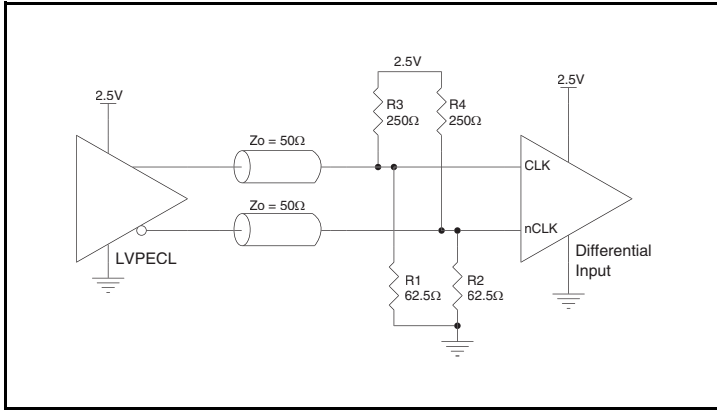 2.5V
2.5V
2.5V
R3
250Ω
R4
250Ω
Zo = 50Ω
CLK
Zo = 50Ω
nCLK
LVPECL
Differential
Input
R1
62.5Ω
R2
62.5Ω